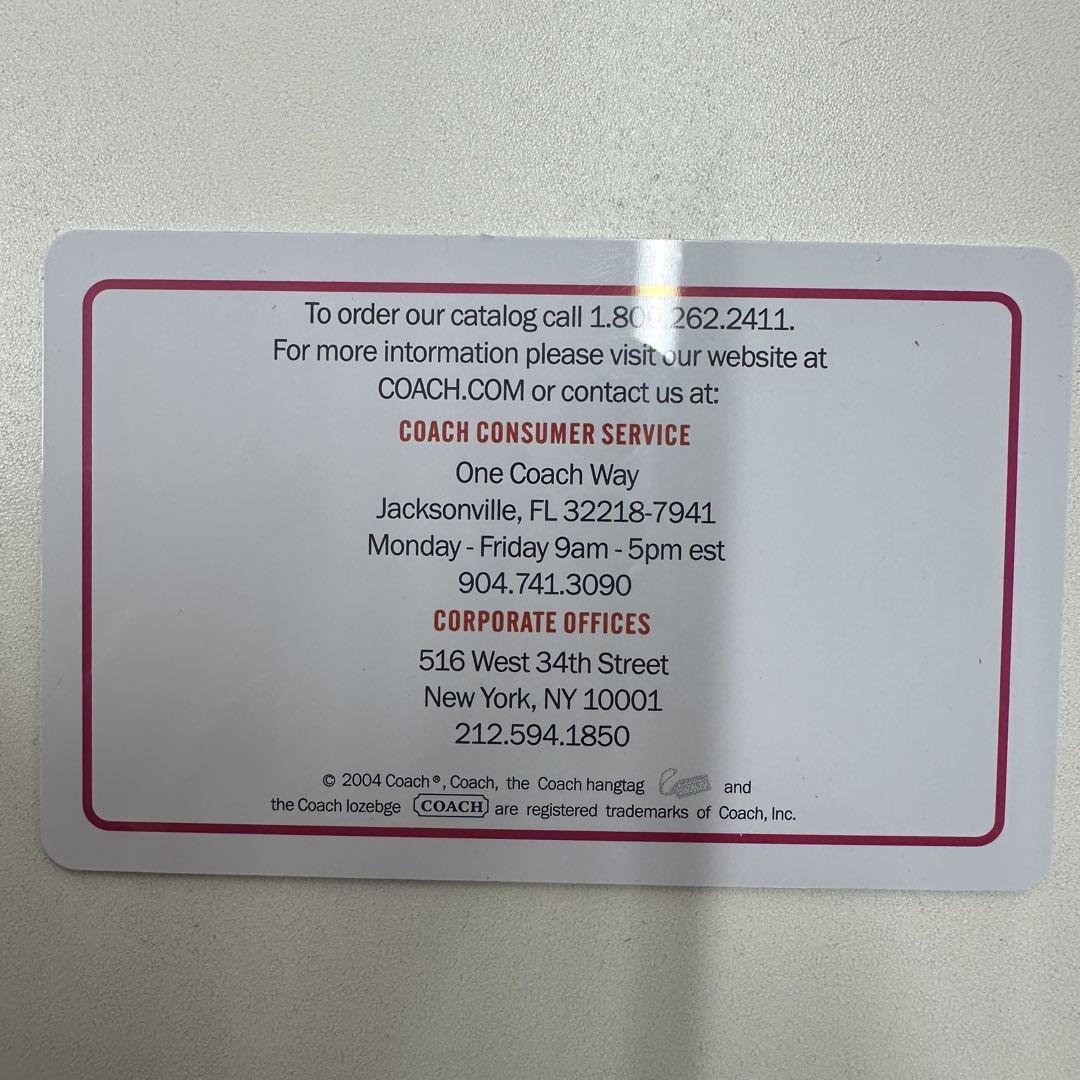 To order our catalog call 1.800.262.2411.
For more intormation please visit our website at
COACH.COM or contact us at:
COACH CONSUMER SERVICE
One Coach Way
Jacksonville, FL 32218-7941
Monday - Friday 9am - 5pm est
904.741.3090
CORPORATE OFFICES
516 West 34th Street
New York, NY 10001
212.594.1850
© 2004 Coach®, Coach, the Coach hangtag and
the Coach lozebge COACH are registered trademarks of Coach, Inc.